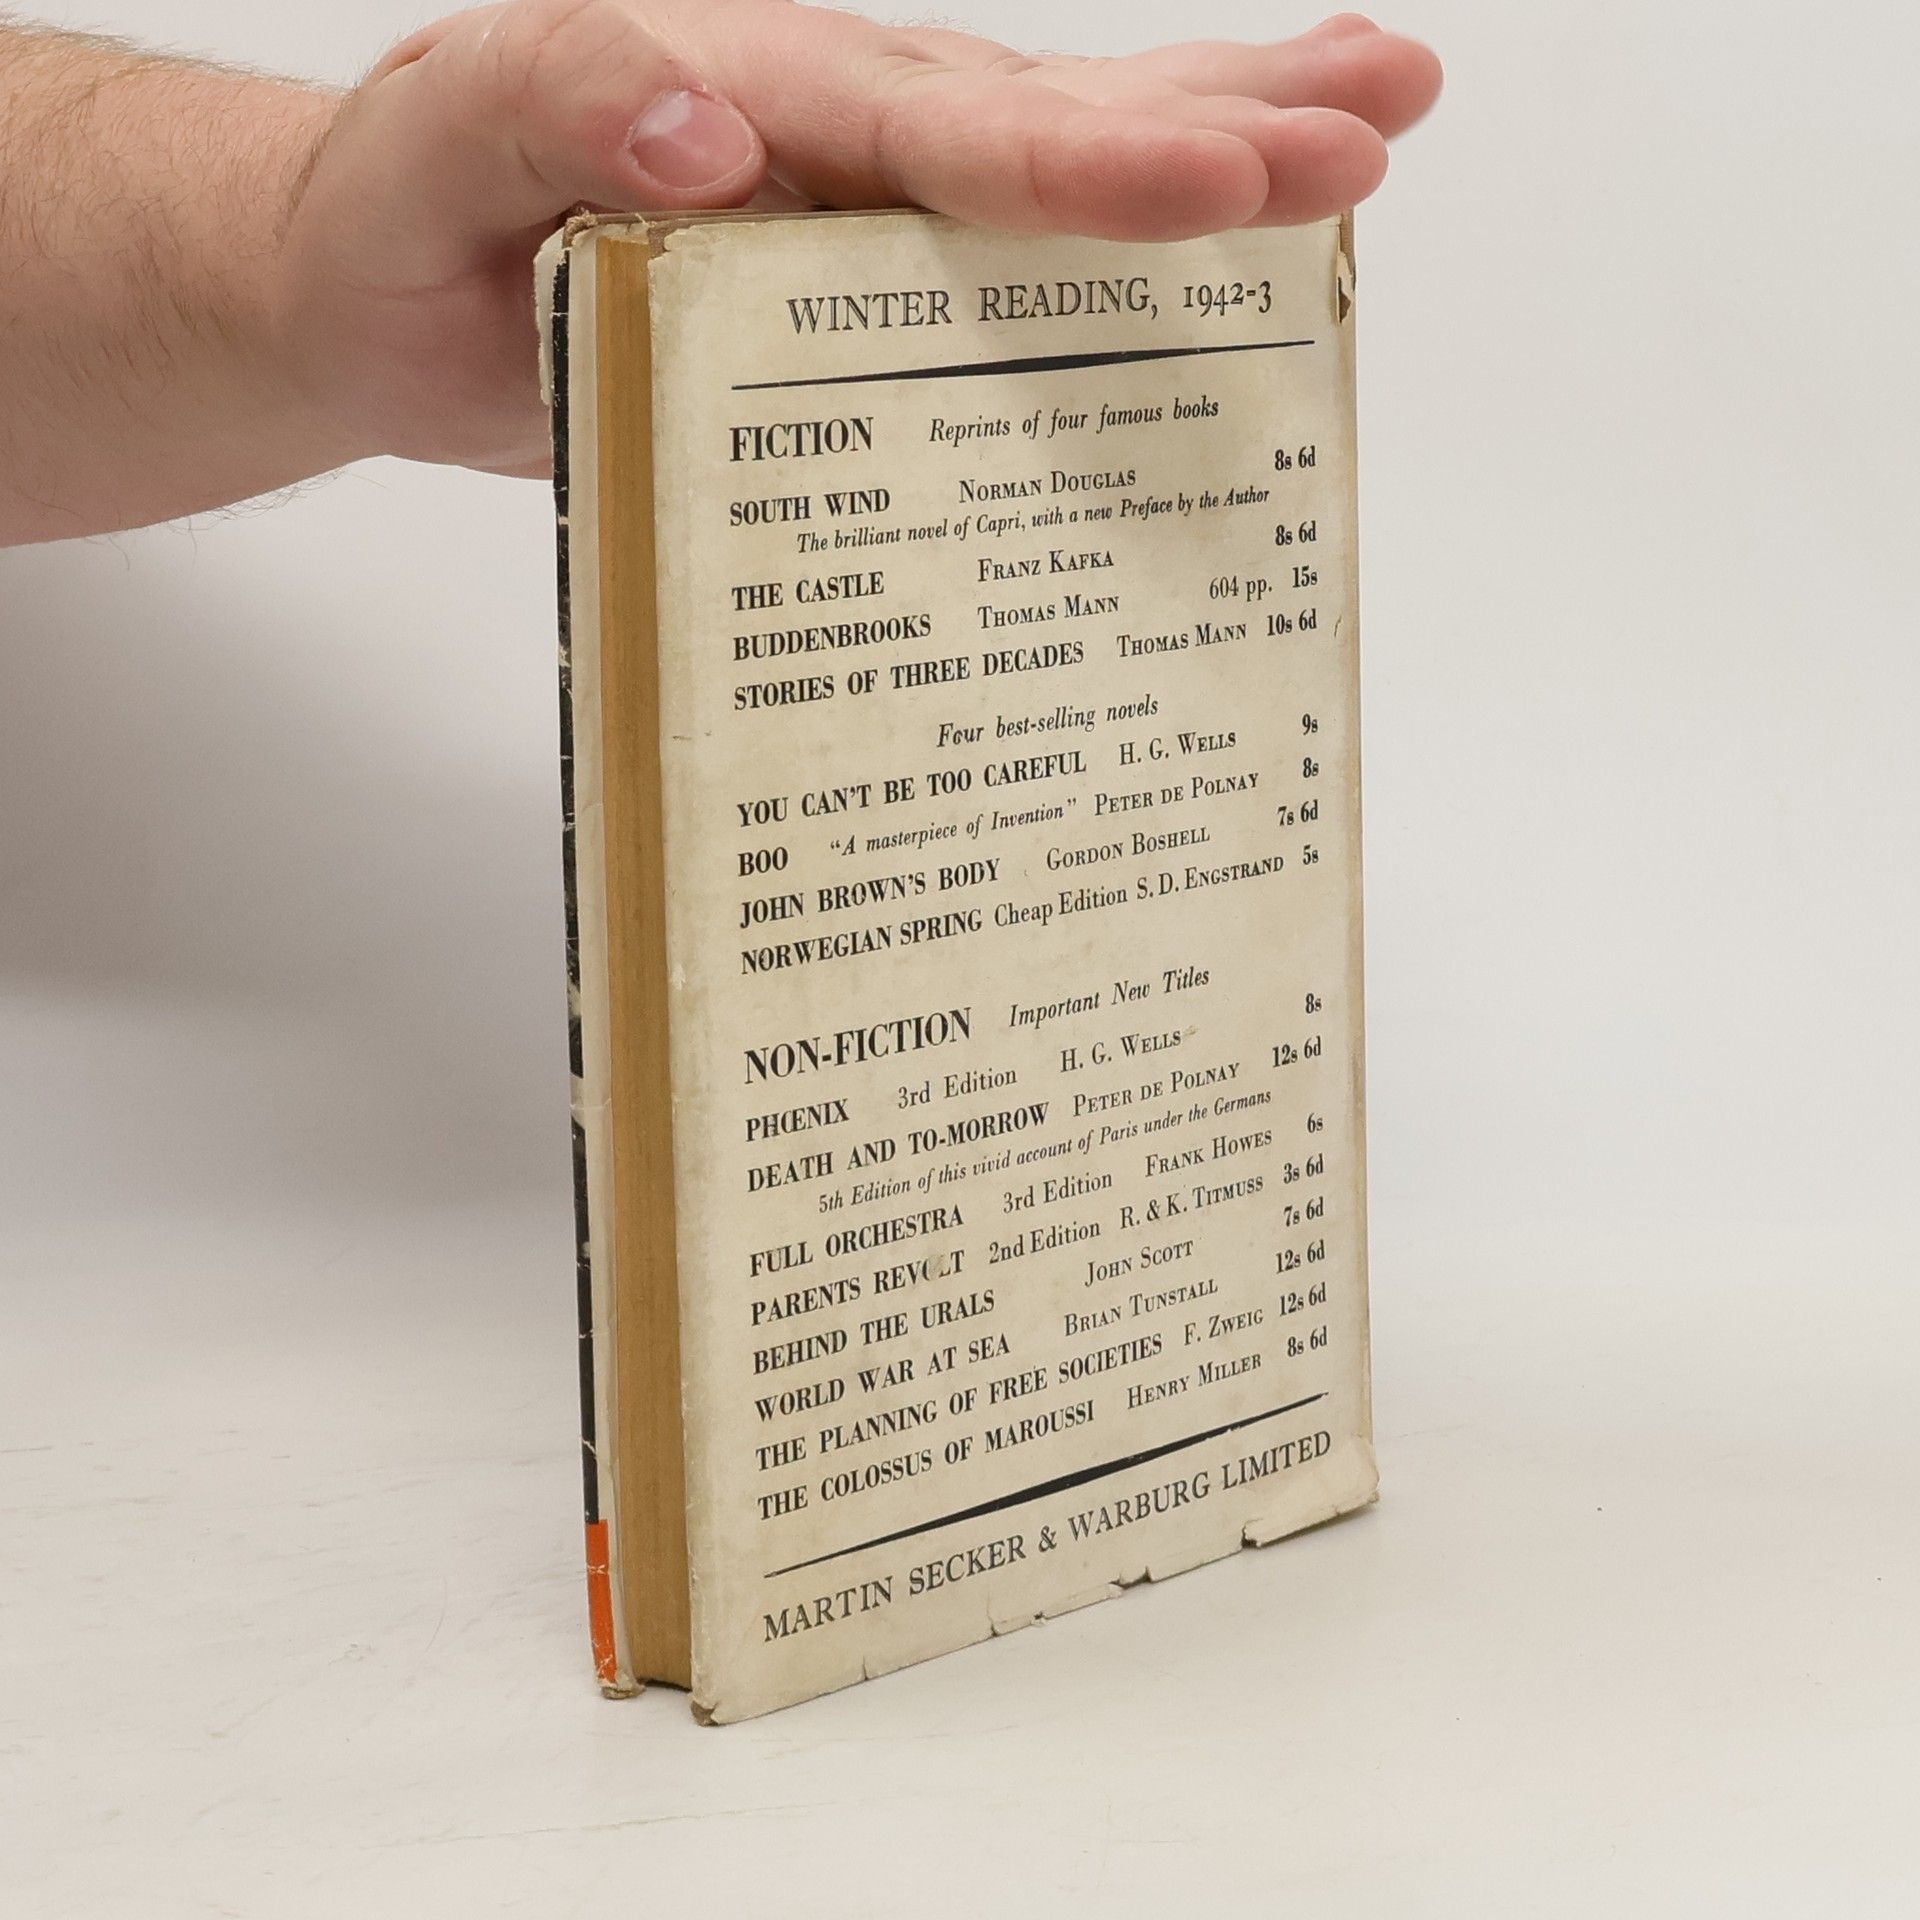 WINTER READING, 1942-3
FICTION Reprints of four famous books
SOUTH WIND NORMAN DOUGLAS 8s 6d
The brilliant novel of Capri, with a new Preface by the Author
THE CASTLE FRANZ KAFKA 8s 6d
BUDDENBROOKS THOMAS MANN 604 pp. 15s
STORIES OF THREE DECADES THOMAS MANN 10s 6d
Four best-selling novels
YOU CAN'T BE TOO CAREFUL H. G. WELLS 9s
BOO "A masterpiece of Invention" PETER DE POLNAY 8s
JOHN BROWN'S BODY GORDON BOSHELL 7s 6d
NORWEGIAN SPRING Cheap Edition S. D. ENGSTRAND 5s
NON-FICTION Important New Titles
PHŒNIX 3rd Edition H. G. WELLS 8s
DEATH AND TO-MORROW PETER DE POLNAY 12s 6d
5th Edition of this vivid account of Paris under the Germans
FULL ORCHESTRA 3rd Edition FRANK HOWES 6s
PARENTS REVOLT 2nd Edition R. & K. TITMUSS 3s 6d
BEHIND THE URALS JOHN SCOTT 7s 6d
WORLD WAR AT SEA BRIAN TUNSTALL 12s 6d
THE PLANNING OF FREE SOCIETIES F. ZWEIG 12s 6d
THE COLOSSUS OF MAROUSSI HENRY MILLER 8s 6d
MARTIN SECKER & WARBURG LIMITED